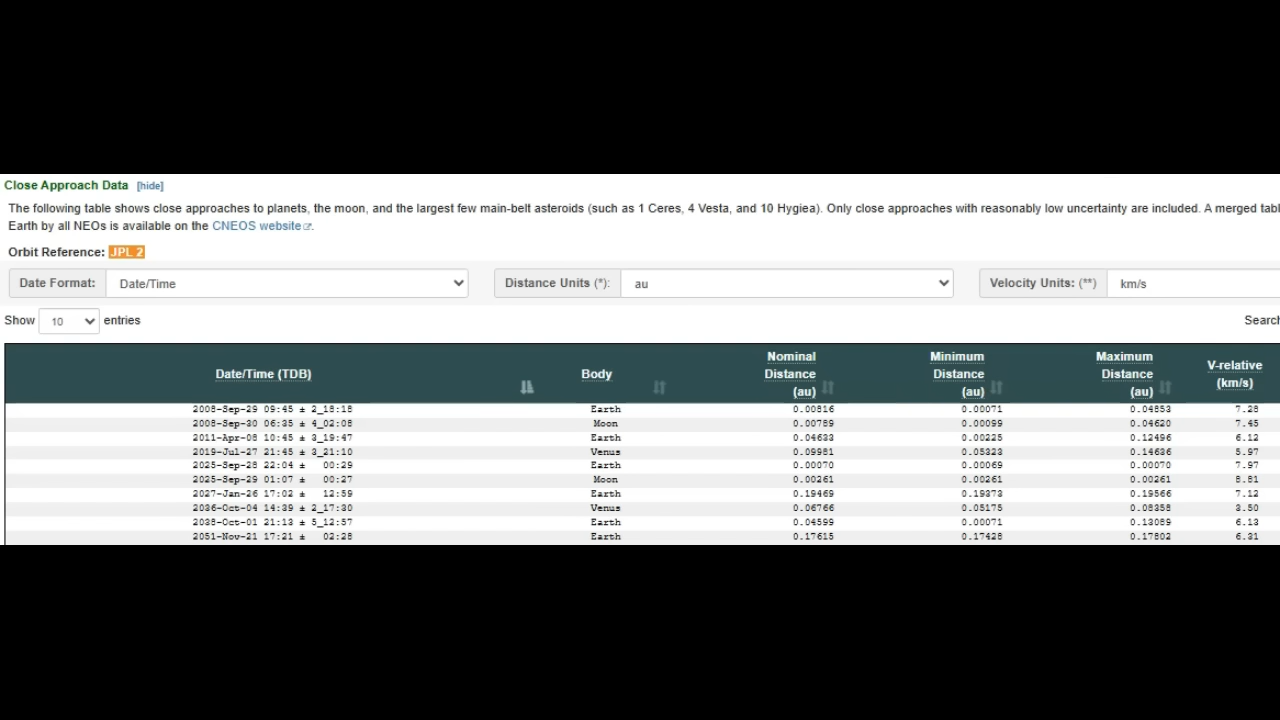 Close Approach Data [hide]
The following table shows close approaches to planets, the moon, and the largest few main-belt asteroids (such as 1 Ceres, 4 Vesta, and 10 Hygiea). Only close approaches with reasonably low uncertainty are included. A merged tabl
Earth by all NEOs is available on the CNEOS website.
Orbit Reference: JPL 2
Date Format: Date/Time Distance Units (*): au Velocity Units: (**) km/s
Show 10 entries Search
Date/Time (TDB) Body Nominal Distance (au) Minimum Distance (au) Maximum Distance (au) V-relative (km/s)
2008-Sep-29 09:45 ± 2_18:18 Earth 0.00816 0.00071 0.04853 7.28
2008-Sep-30 06:35 ± 4_02:08 Moon 0.00789 0.00099 0.04620 7.45
2011-Apr-08 10:45 ± 3_19:47 Earth 0.04633 0.00225 0.12496 6.12
2019-Jul-27 21:45 ± 3_21:10 Venus 0.09981 0.05323 0.14636 5.97
2025-Sep-28 22:04 ± 00:29 Earth 0.00070 0.00069 0.00070 7.97
2025-Sep-29 01:07 ± 00:27 Moon 0.00261 0.00261 0.00261 8.81
2027-Jan-26 17:02 ± 12:59 Earth 0.19469 0.19373 0.19566 7.12
2036-Oct-04 14:39 ± 2_17:30 Venus 0.06766 0.05175 0.08358 3.50
2038-Oct-01 21:13 ± 5_12:57 Earth 0.04599 0.00071 0.13089 6.13
2051-Nov-21 17:21 ± 02:28 Earth 0.17615 0.17428 0.17802 6.31